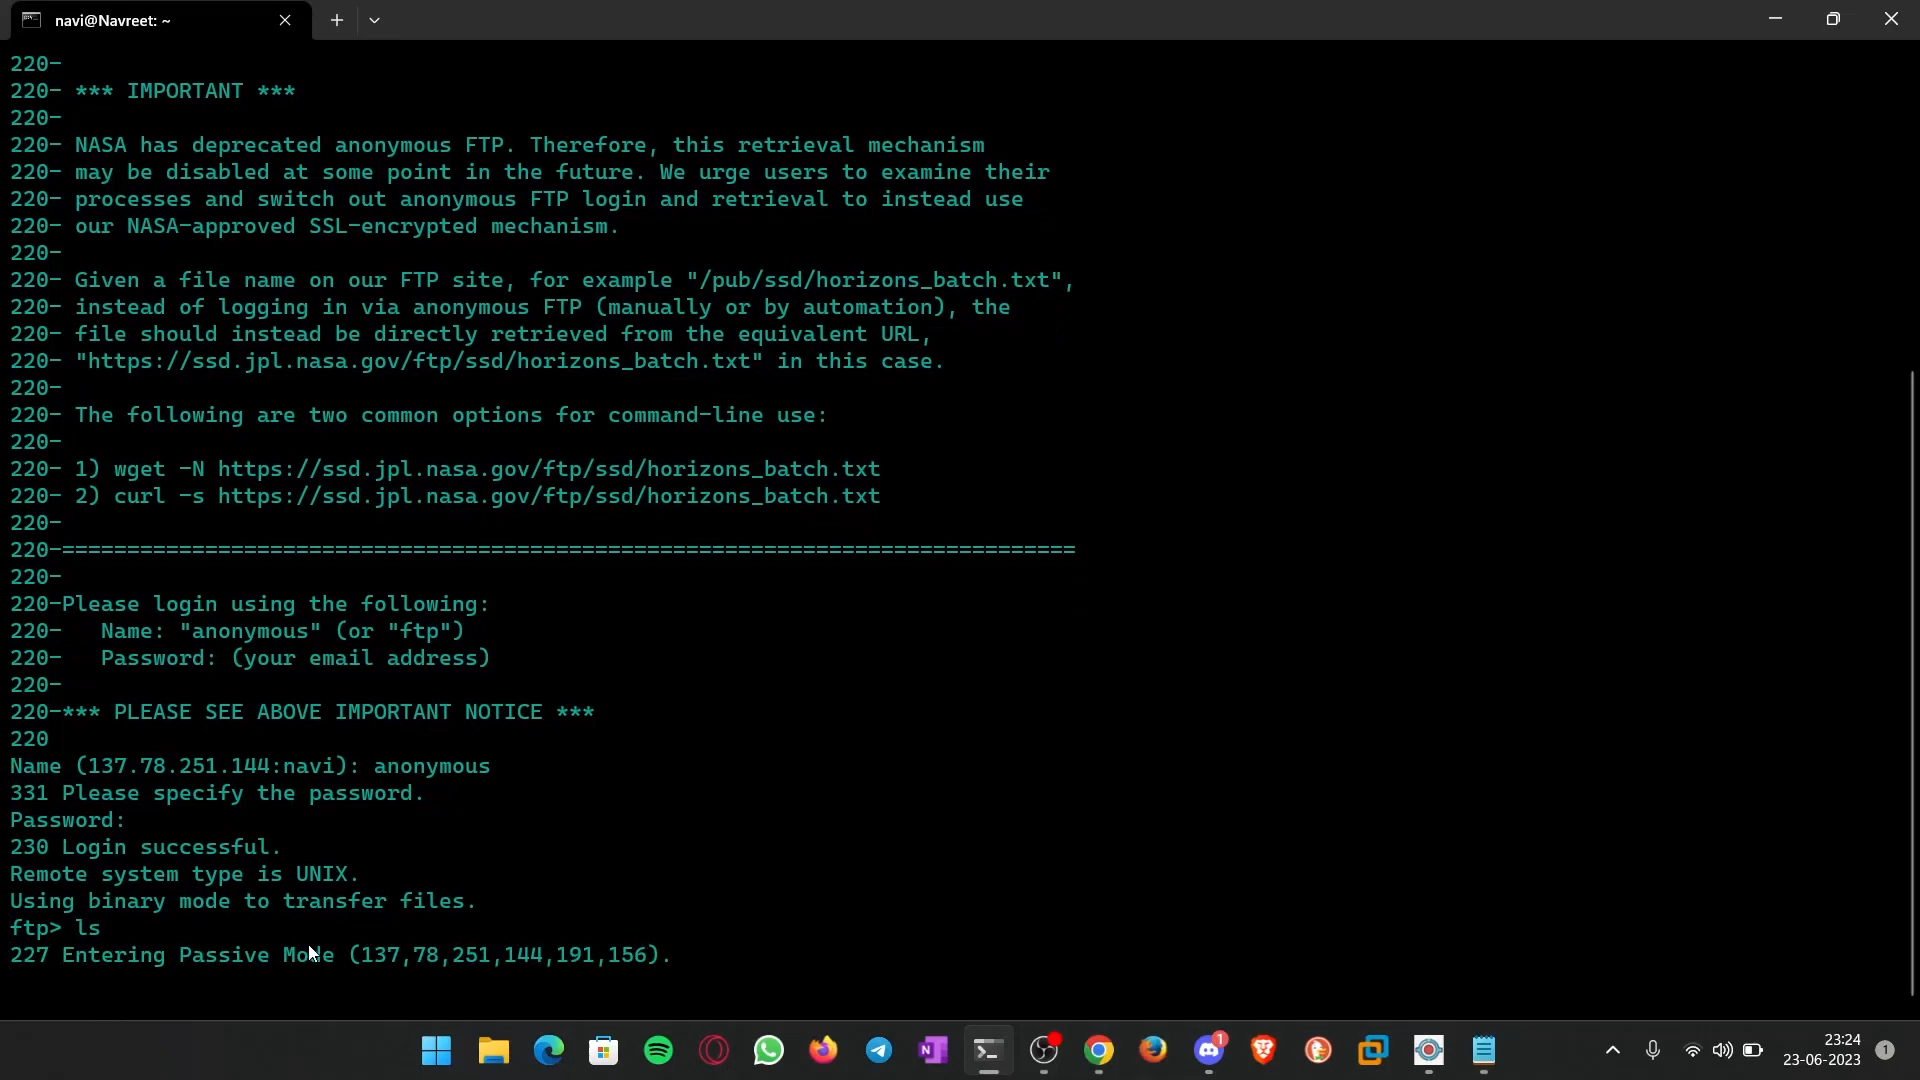 navi@Navreet: ~
220-
220- *** IMPORTANT ***
220-
220- NASA has deprecated anonymous FTP. Therefore, this retrieval mechanism
220- may be disabled at some point in the future. We urge users to examine their
220- processes and switch out anonymous FTP login and retrieval to instead use
220- our NASA-approved SSL-encrypted mechanism.
220-
220- Given a file name on our FTP site, for example "/pub/ssd/horizons_batch.txt",
220- instead of logging in via anonymous FTP (manually or by automation), the
220- file should instead be directly retrieved from the equivalent URL,
220- "https://ssd.jpl.nasa.gov/ftp/ssd/horizons_batch.txt" in this case.
220-
220- The following are two common options for command-line use:
220-
220- 1) wget -N https://ssd.jpl.nasa.gov/ftp/ssd/horizons_batch.txt
220- 2) curl -s https://ssd.jpl.nasa.gov/ftp/ssd/horizons_batch.txt
220-
220-==============================================================================
220-
220-Please login using the following:
220-   Name: "anonymous" (or "ftp")
220-   Password: (your email address)
220-
220-*** PLEASE SEE ABOVE IMPORTANT NOTICE ***
220
Name (137.78.251.144:navi): anonymous
331 Please specify the password.
Password:
230 Login successful.
Remote system type is UNIX.
Using binary mode to transfer files.
ftp> ls
227 Entering Passive Mode (137,78,251,144,191,156).
N
1
23:24
23-06-2023
1